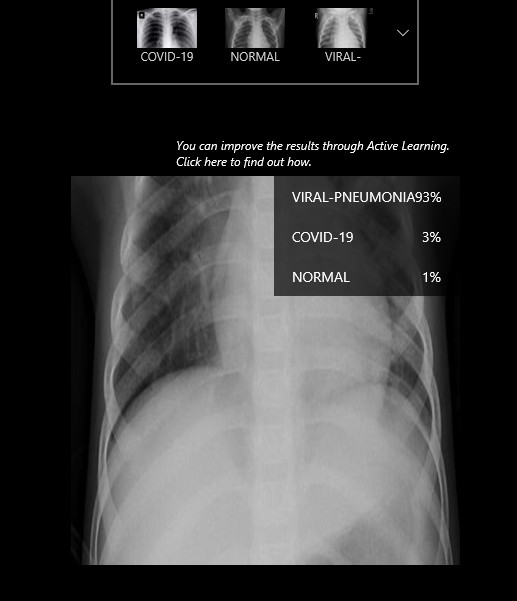 COVID-19 NORMAL VIRAL-
You can improve the results through Active Learning.
Click here to find out how.
VIRAL-PNEUMONIA93%
COVID-19 3%
NORMAL 1%